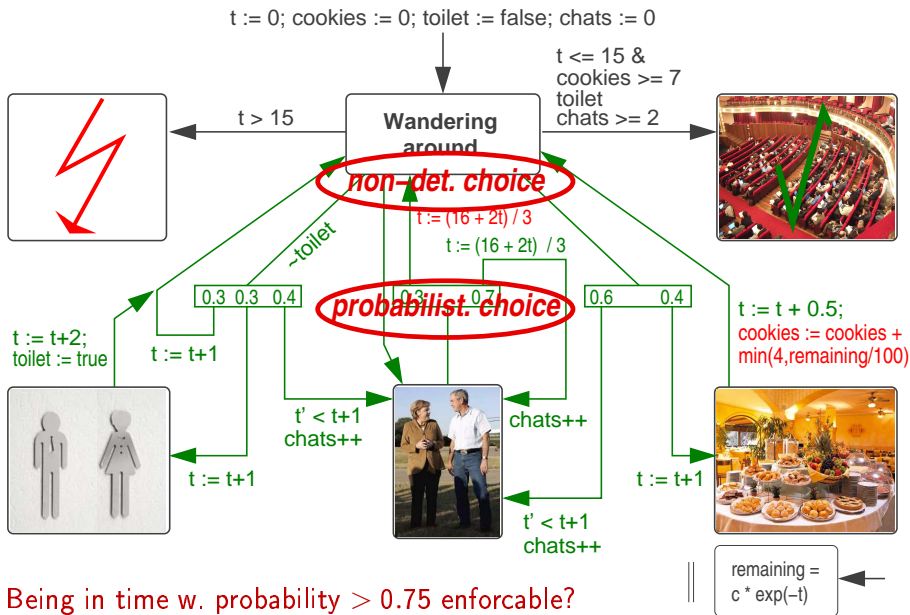 t := 0; cookies := 0; toilet := false; chats := 0
t <= 15 &
cookies >= 7
toilet
chats >= 2
t > 15
Wandering
around
non-det. choice
t := (16 + 2t) / 3
t := (16 + 2t) / 3
~toilet
0.3 0.3 0.4
0.3 0.7
probabilist. choice
0.6 0.4
t := t+2;
toilet := true
t := t+1
t := t + 0.5;
cookies := cookies +
min(4,remaining/100)
t' < t+1
chats++
chats++
t := t+1
t := t+1
t' < t+1
chats++
||
remaining =
c * exp(-t)
Being in time w. probability > 0.75 enforcable?